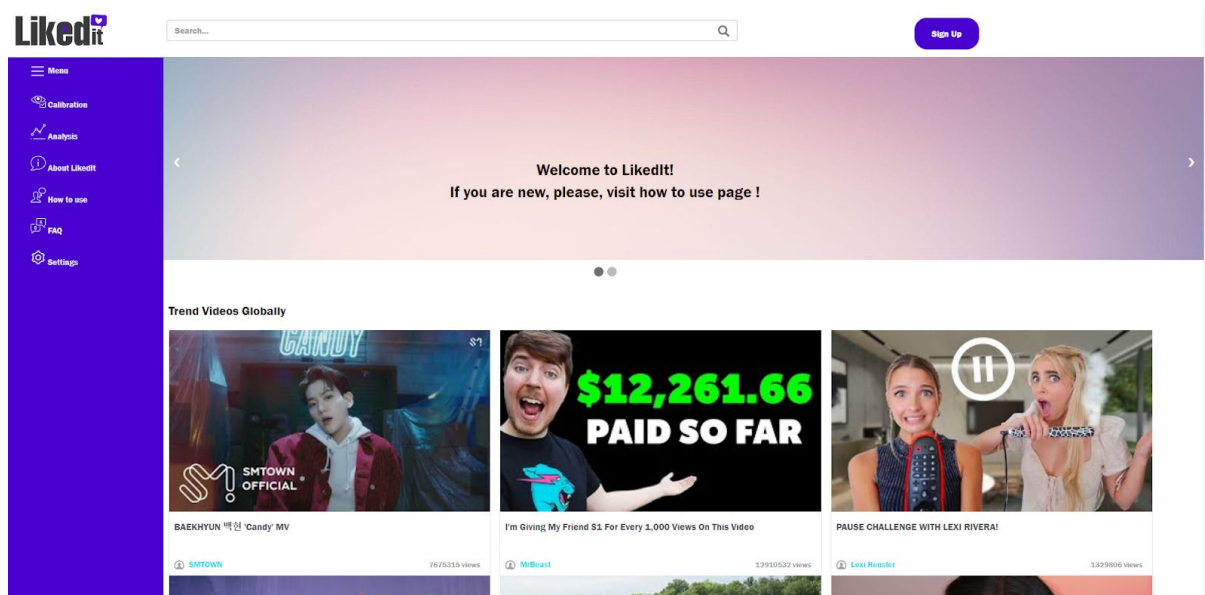 Likedit
Search...
Sign Up
Menu
Calibration
Analysis
About LikedIt
How to use
FAQ
Settings
Welcome to LikedIt!
If you are new, please, visit how to use page !
Trend Videos Globally
CANDY
SMTOWN
OFFICIAL
$12,261.66
PAID SO FAR
BAEKHYUN 백현 'Candy' MV
I'm Giving My Friend $1 For Every 1,000 Views On This Video
PAUSE CHALLENGE WITH LEXI RIVERA!
SMTOWN 7675315 views
MrBeast 12910532 views
Lexi Hensler 1329806 views